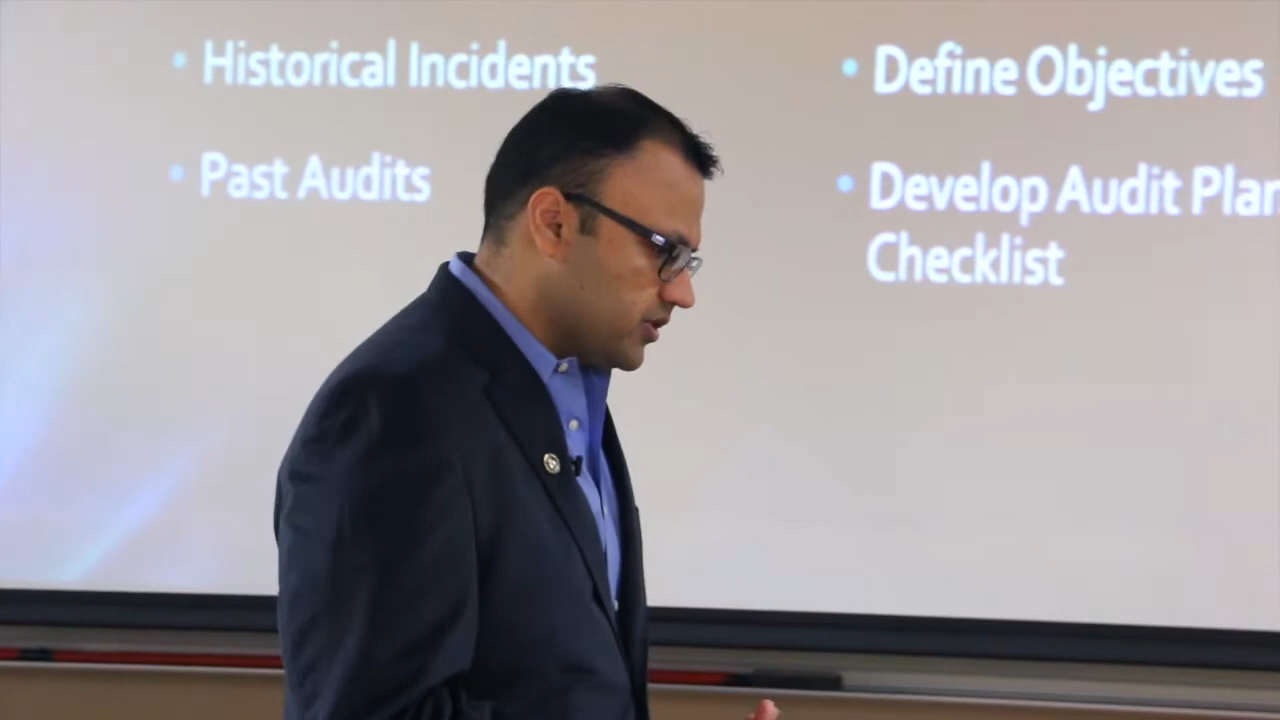 Historical Incidents
Past Audits
Define Objectives
Develop Audit Plan
Checklist